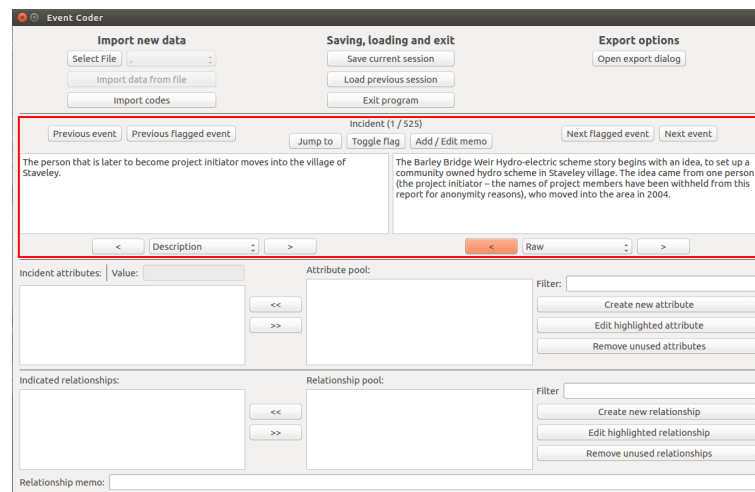 Event Coder
Import new data
Saving, loading and exit
Export options
Select File
.
Save current session
Open export dialog
Import data from file
Load previous session
Import codes
Exit program
Incident (1 / 525)
Previous event
Previous flagged event
Jump to
Toggle flag
Add / Edit memo
Next flagged event
Next event
The person that is later to become project initiator moves into the village of
Staveley.
The Barley Bridge Weir Hydro-electric scheme story begins with an idea, to set up a
community owned hydro scheme in Staveley village. The idea came from one person
(the project initiator – the names of project members have been withheld from this
report for anonymity reasons), who moved into the area in 2004.
<
Description
>
<
Raw
>
Incident attributes:
Value:
Attribute pool:
Filter:
<<
>>
Create new attribute
Edit highlighted attribute
Remove unused attributes
Indicated relationships:
Relationship pool:
Filter
<<
>>
Create new relationship
Edit highlighted relationship
Remove unused relationships
Relationship memo: